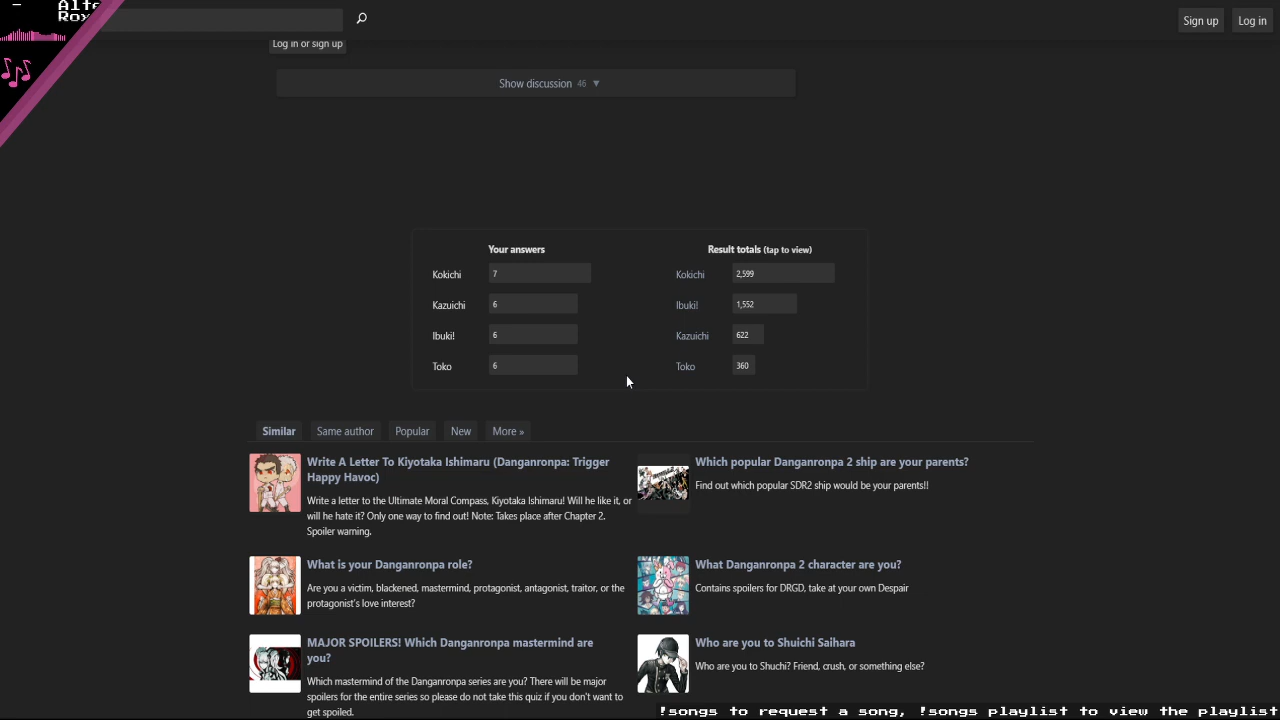 Sign up
Log in
Log in or sign up
Show discussion 46 ▼
Your answers
Result totals (tap to view)
Kokichi 7
Kokichi 2,599
Kazuichi 6
Ibuki! 1,552
Ibuki! 6
Kazuichi 622
Toko 6
Toko 360
Similar
Same author
Popular
New
More »
Write A Letter To Kiyotaka Ishimaru (Danganronpa: Trigger
Happy Havoc)
Write a letter to the Ultimate Moral Compass, Kiyotaka Ishimaru! Will he like it, or
will he hate it? Only one way to find out! Note: Takes place after Chapter 2.
Spoiler warning.
Which popular Danganronpa 2 ship are your parents?
Find out which popular SDR2 ship would be your parents!!
What is your Danganronpa role?
Are you a victim, blackened, mastermind, protagonist, antagonist, traitor, or the
protagonist's love interest?
What Danganronpa 2 character are you?
Contains spoilers for DRGD, take at your own Despair
MAJOR SPOILERS! Which Danganronpa mastermind are
you?
Which mastermind of the Danganronpa series are you? There will be major
spoilers for the entire series so please do not take this quiz if you don't want to
get spoiled.
Who are you to Shuichi Saihara
Who are you to Shuchi? Friend, crush, or something else?
!songs to request a song, !songs playlist to view the playlist